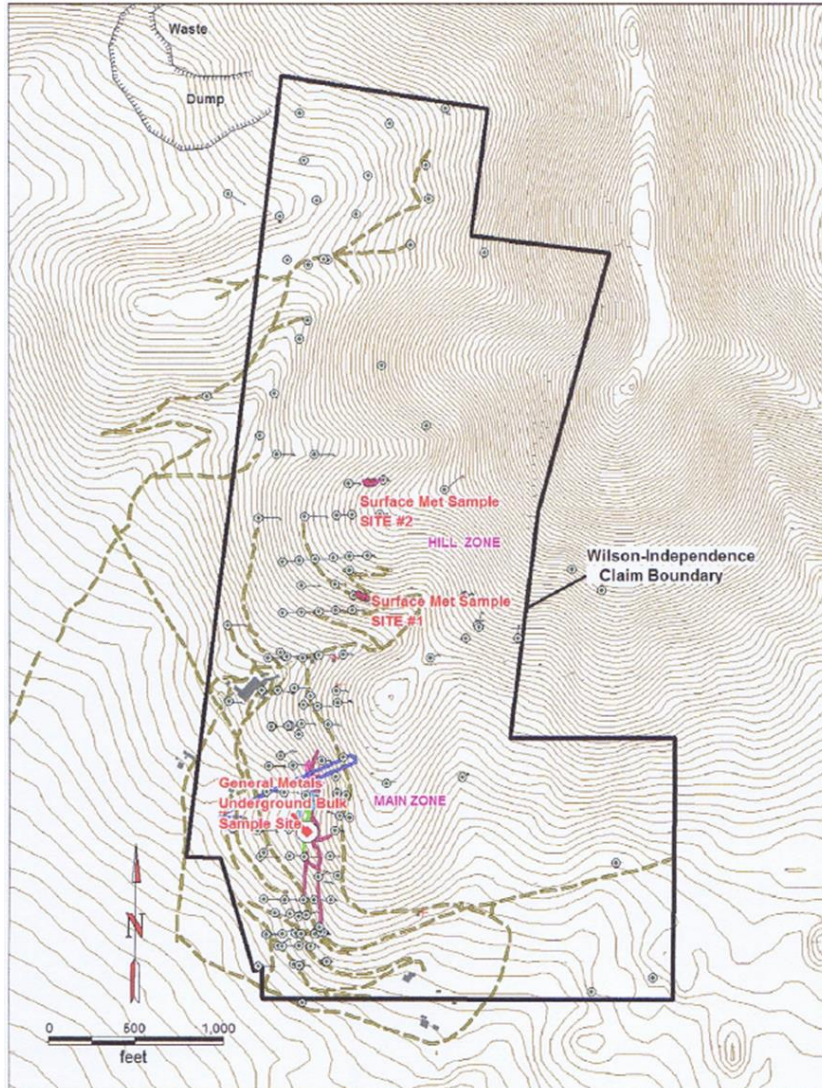 Waste
Dump
Surface Met Sample
SITE #2
HILL ZONE
Wilson-Independence
Claim Boundary
Surface Met Sample
SITE #1
General Metals
Underground Bulk
Sample Site
MAIN ZONE
N
0 500 1,000
feet